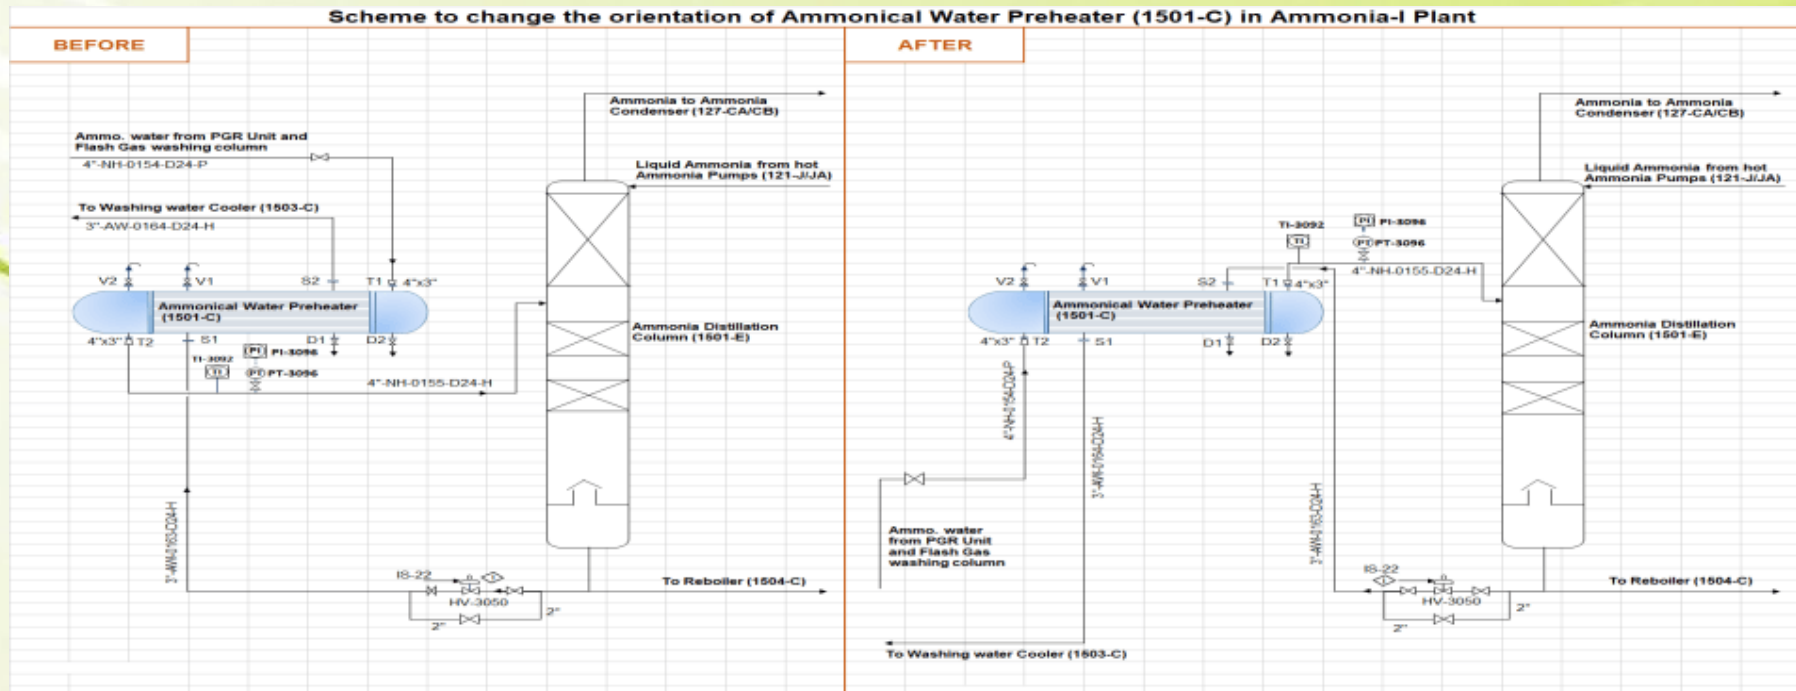 Scheme to change the orientation of Ammonical Water Preheater (1501-C) in Ammonia-I Plant
BEFORE
Ammonia to Ammonia
Condenser (127-CA/CB)
Ammo. water from PGR Unit and
Flash Gas washing column
4"-NH-0154-D24-P
Liquid Ammonia from hot
Ammonia Pumps (121-J/JA)
To Washing water Cooler (1503-C)
3"-AW-0164-D24-H
V2
V1
S2
T1
4"x3"
Ammonical Water Preheater
(1501-C)
Ammonia Distillation
Column (1501-E)
4"x3"
T2
S1
D1
D2
TI-3092
TI
PI
PI-3096
PT
PT-3096
4"-NH-0155-D24-H
3"-AW-0163-D24-H
IS-22
I
HV-3050
2"
2"
To Reboiler (1504-C)
AFTER
Ammonia to Ammonia
Condenser (127-CA/CB)
Liquid Ammonia from hot
Ammonia Pumps (121-J/JA)
TI-3092
TI
PI
PI-3096
PT
PT-3096
4"-NH-0155-D24-H
V2
V1
S2
T1
4"x3"
Ammonical Water Preheater
(1501-C)
Ammonia Distillation
Column (1501-E)
4"x3"
T2
S1
D1
D2
4"-NH-0154-D24-P
3"-AW-0164-D24-H
3"-AW-0163-D24-H
Ammo. water
from PGR Unit
and Flash Gas
washing column
IS-22
I
HV-3050
2"
2"
To Reboiler (1504-C)
To Washing water Cooler (1503-C)